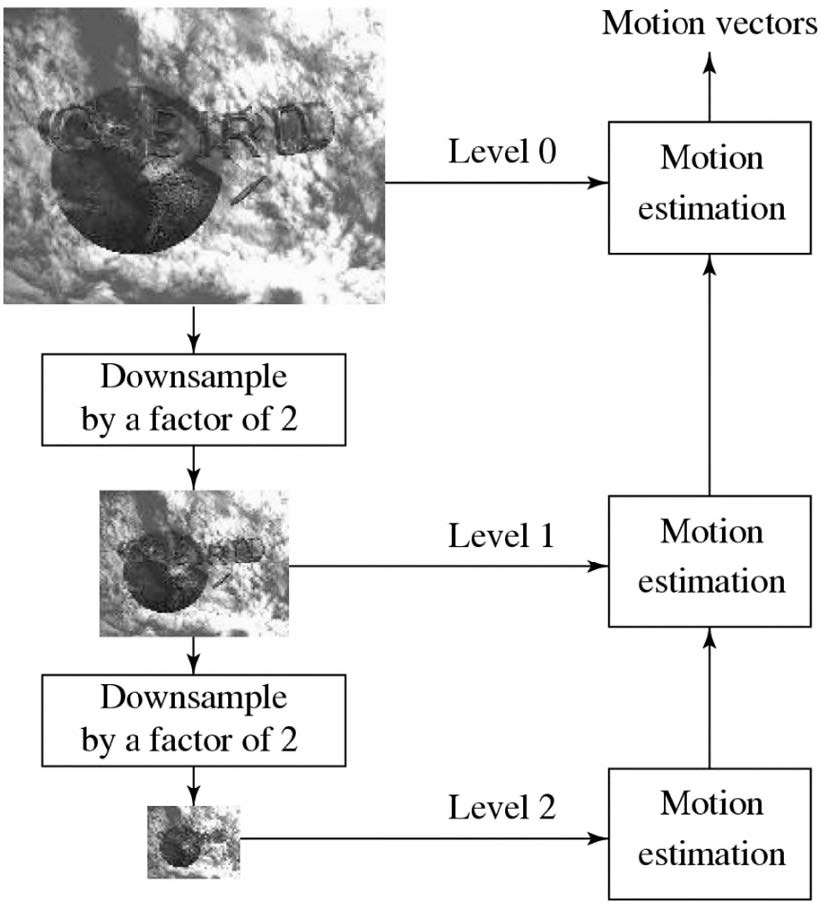 Motion vectors
Level 0
Motion
estimation
Downsample
by a factor of 2
Level 1
Motion
estimation
Downsample
by a factor of 2
Level 2
Motion
estimation